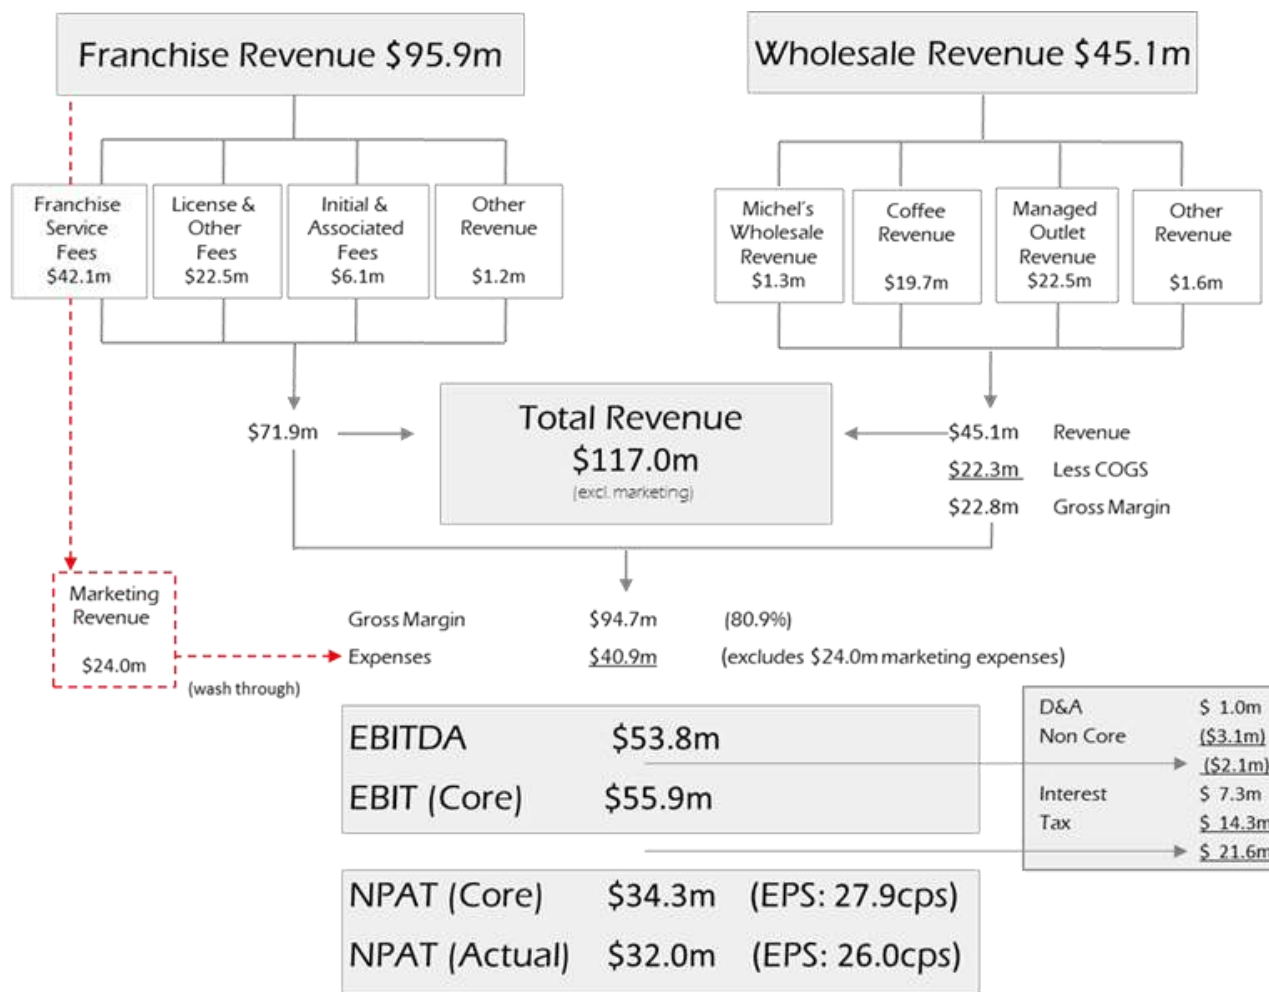 Franchise Revenue $95.9m
Wholesale Revenue $45.1m
Franchise
Service
Fees
$42.1m
License &
Other
Fees
$22.5m
Initial &
Associated
Fees
$6.1m
Other
Revenue
$1.2m
Michel's
Wholesale
Revenue
$1.3m
Coffee
Revenue
$19.7m
Managed
Outlet
Revenue
$22.5m
Other
Revenue
$1.6m
$71.9m
Total Revenue
$117.0m
(excl. marketing)
$45.1m Revenue
$22.3m Less COGS
$22.8m Gross Margin
Marketing
Revenue
$24.0m
(wash through)
Gross Margin $94.7m (80.9%)
Expenses $40.9m (excludes $24.0m marketing expenses)
EBITDA $53.8m
EBIT (Core) $55.9m
D&A $ 1.0m
Non Core ($3.1m)
($2.1m)
Interest $ 7.3m
Tax $ 14.3m
$ 21.6m
NPAT (Core) $34.3m (EPS: 27.9cps)
NPAT (Actual) $32.0m (EPS: 26.0cps)